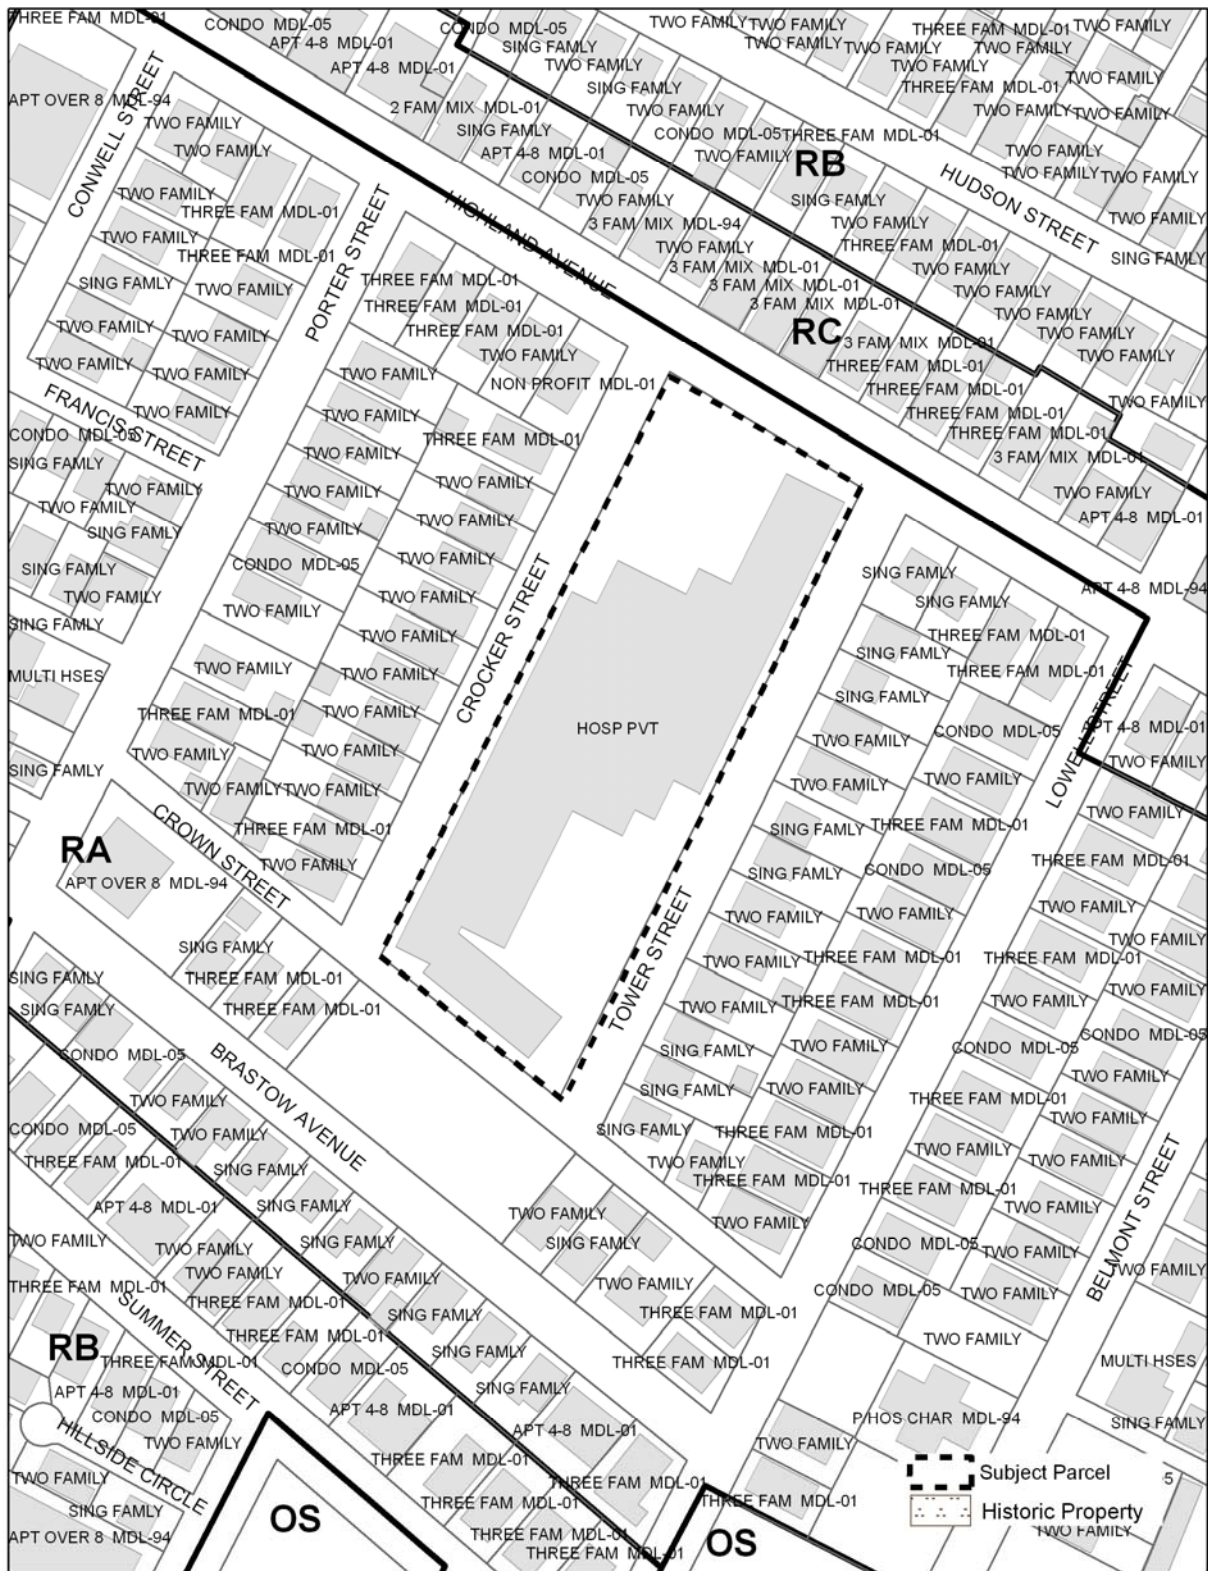 THREE FAM MDL-01
CONDO MDL-05
APT 4-8 MDL-01
APT 4-8 MDL-01
CONDO MDL-05
SING FAMILY
TWO FAMILY
SING FAMLY
TWO FAMILY
TWO FAMILY
TWO FAMILY
TWO FAMILY
THREE FAM MDL-01
TWO FAMILY
TWO FAMILY
TWO FAMILY
TWO FAMILY
THREE FAM MDL-01
TWO FAMILY
TWO FAMILY
APT OVER 8 MDL-94
CONWELL STREET
TWO FAMILY
TWO FAMILY
2 FAM MIX MDL-01
SING FAMILY
APT 4-8 MDL-01
CONDO MDL-05
TWO FAMILY
CONDO MDL-05
THREE FAM MDL-01
TWO FAMILY
RB
SING FAMILY
TWO FAMILY
TWO FAMILY
TWO FAMILY
TWO FAMILY
SING FAMILY
HUDSON STREET
TWO FAMILY
THREE FAM MDL-01
TWO FAMILY
THREE FAM MDL-01
PORTER STREET
HIGHLAND AVENUE
3 FAM MIX MDL-94
TWO FAMILY
3 FAM MIX MDL-01
3 FAM MIX MDL-01
3 FAM MIX MDL-01
TWO FAMILY
THREE FAM MDL-01
TWO FAMILY
TWO FAMILY
TWO FAMILY
TWO FAMILY
TWO FAMILY
TWO FAMILY
RC
3 FAM MIX MDL-01
THREE FAM MDL-01
THREE FAM MDL-01
THREE FAM MDL-01
THREE FAM MDL-01
3 FAM MIX MDL-01
TWO FAMILY
APT 4-8 MDL-01
APT 4-8 MDL-94
SING FAMILY
TWO FAMILY
TWO FAMILY
TWO FAMILY
TWO FAMILY
TWO FAMILY
TWO FAMILY
FRANCIS STREET
CONDO MDL-05
SING FAMLY
TWO FAMILY
TWO FAMILY
SING FAMLY
SING FAMLY
TWO FAMILY
SING FAMLY
MULTI HSES
SING FAMLY
THREE FAM MDL-01
THREE FAM MDL-01
THREE FAM MDL-01
TWO FAMILY
NON PROFIT MDL-01
TWO FAMILY
TWO FAMILY
TWO FAMILY
TWO FAMILY
TWO FAMILY
CONDO MDL-05
TWO FAMILY
TWO FAMILY
THREE FAM MDL-01
TWO FAMILY
TWO FAMILY
THREE FAM MDL-01
TWO FAMILY
TWO FAMILY
TWO FAMILY
TWO FAMILY
TWO FAMILY
TWO FAMILY
TWO FAMILY
TWO FAMILY
TWO FAMILY
THREE FAM MDL-01
TWO FAMILY
CROCKER STREET
HOSP PVT
TOWER STREET
CROWN STREET
RA
APT OVER 8 MDL-94
SING FAMILY
THREE FAM MDL-01
THREE FAM MDL-01
SING FAMILY
SING FAMILY
THREE FAM MDL-01
SING FAMLY
THREE FAM MDL-01
SING FAMLY
CONDO MDL-05
TWO FAMILY
TWO FAMILY
TWO FAMILY
SING FAMLY
THREE FAM MDL-01
SING FAMLY
CONDO MDL-05
TWO FAMILY
TWO FAMILY
TWO FAMILY
THREE FAM MDL-01
TWO FAMILY
THREE FAM MDL-01
SING FAMLY
TWO FAMILY
SING FAMLY
TWO FAMILY
SING FAMLY
THREE FAM MDL-01
TWO FAMILY
THREE FAM MDL-01
TWO FAMILY
LOWELL STREET
APT 4-8 MDL-01
TWO FAMILY
TWO FAMILY
THREE FAM MDL-01
TWO FAMILY
TWO FAMILY
THREE FAM MDL-01
TWO FAMILY
TWO FAMILY
CONDO MDL-05
CONDO MDL-05
TWO FAMILY
THREE FAM MDL-01
TWO FAMILY
TWO FAMILY
TWO FAMILY
THREE FAM MDL-01
TWO FAMILY
CONDO MDL-05
TWO FAMILY
CONDO MDL-05
TWO FAMILY
TWO FAMILY
BELMONT STREET
TWO FAMILY
MULTI HSES
SING FAMLY
P/HOS CHAR MDL-94
TWO FAMILY
THREE FAM MDL-01
TWO FAMILY
SING FAMLY
SING FAMLY
CONDO MDL-05
BRASTOW AVENUE
TWO FAMILY
TWO FAMILY
SING FAMLY
SING FAMLY
SING FAMLY
TWO FAMILY
SING FAMLY
SING FAMLY
SING FAMLY
APT 4-8 MDL-01
THREE FAM MDL-01
TWO FAMILY
SING FAMLY
TWO FAMILY
THREE FAM MDL-01
THREE FAM MDL-01
CONDO MDL-05
THREE FAM MDL-01
APT 4-8 MDL-01
TWO FAMILY
TWO FAMILY
THREE FAM MDL-01
THREE FAM MDL-01
CONDO MDL-05
APT 4-8 MDL-01
THREE FAM MDL-01
THREE FAM MDL-01
THREE FAM MDL-01
THREE FAM MDL-01
TWO FAMILY
THREE FAM MDL-01
SUMMER STREET
RB
THREE FAM MDL-01
APT 4-8 MDL-01
CONDO MDL-05
TWO FAMILY
HILLSIDE CIRCLE
TWO FAMILY
SING FAMLY
APT OVER 8 MDL-94
OS
OS
Subject Parcel
Historic Property
5
TWO FAMILY